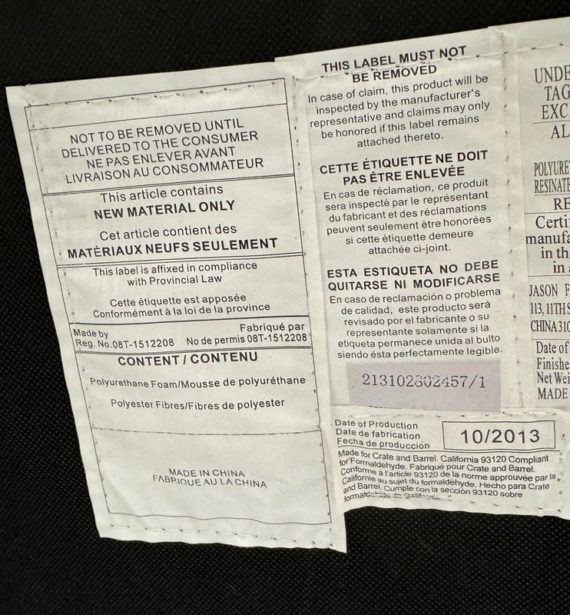 NOT TO BE REMOVED UNTIL
DELIVERED TO THE CONSUMER
NE PAS ENLEVER AVANT
LIVRAISON AU CONSOMMATEUR
This article contains
NEW MATERIAL ONLY
Cet article contient des
MATÉRIAUX NEUFS SEULEMENT
This label is affixed in compliance
with Provincial Law
Cette étiquette est apposée
Conformément à la loi de la province
Made by Fabriqué par
Reg. No.08T-1512208 No de permis 08T-1512208
CONTENT / CONTENU
Polyurethane Foam/Mousse de polyuréthane
Polyester Fibres/Fibres de polyester
MADE IN CHINA
FABRIQUE AU LA CHINA
THIS LABEL MUST NOT
BE REMOVED
In case of claim, this product will be
inspected by the manufacturer's
representative and claims may only
be honored if this label remains
attached thereto.
CETTE ÉTIQUETTE NE DOIT
PAS ÊTRE ENLEVÉE
En cas de réclamation, ce produit
sera inspecté par le représentant
du fabricant et des réclamations
peuvent seulement être honorées
si cette étiquette demeure
attachée ci-joint.
ESTA ESTIQUETA NO DEBE
QUITARSE NI MODIFICARSE
En caso de reclamación o problema
de calidad, este producto será
revisado por el fabricante o su
representante solamente si la
etiqueta permanece unida al bulto
siendo ésta perfectamente legible.
213102802457/1
Date of Production
Date de fabrication
Fecha de producción
10/2013
Made for Crate and Barrel. California 93120 Compliant
for Formaldehyde. Fabriqué pour Crate and Barrel.
Conforme à l'article 93120 de la norme approuvée par la
Californie au sujet du formaldéhyde. Hecho para Crate
and Barrel. Cumple con la sección 93120 sobre
formaldehído de California.
UNDE
TAG
EXC
AL
POLYURE
RESINATE
RE
Certi
manufa
in th
in
JASON F
113, 11TH S
CHINA 31
Date of
Finishe
Net Wei
MADE